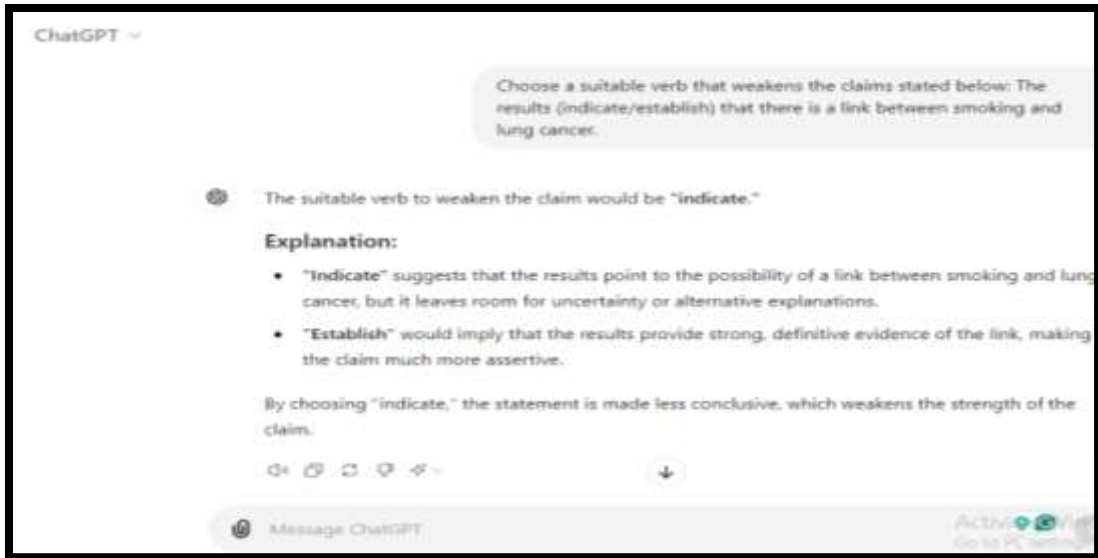 ChatGPT
Choose a suitable verb that weakens the claims stated below: The
results (indicate/establish) that there is a link between smoking and
lung cancer.
The suitable verb to weaken the claim would be "indicate."
Explanation:
• "Indicate" suggests that the results point to the possibility of a link between smoking and lung
cancer, but it leaves room for uncertainty or alternative explanations.
• "Establish" would imply that the results provide strong, definitive evidence of the link, making
the claim much more assertive.
By choosing "indicate," the statement is made less conclusive, which weakens the strength of the
claim.
Message ChatGPT
Go to PC